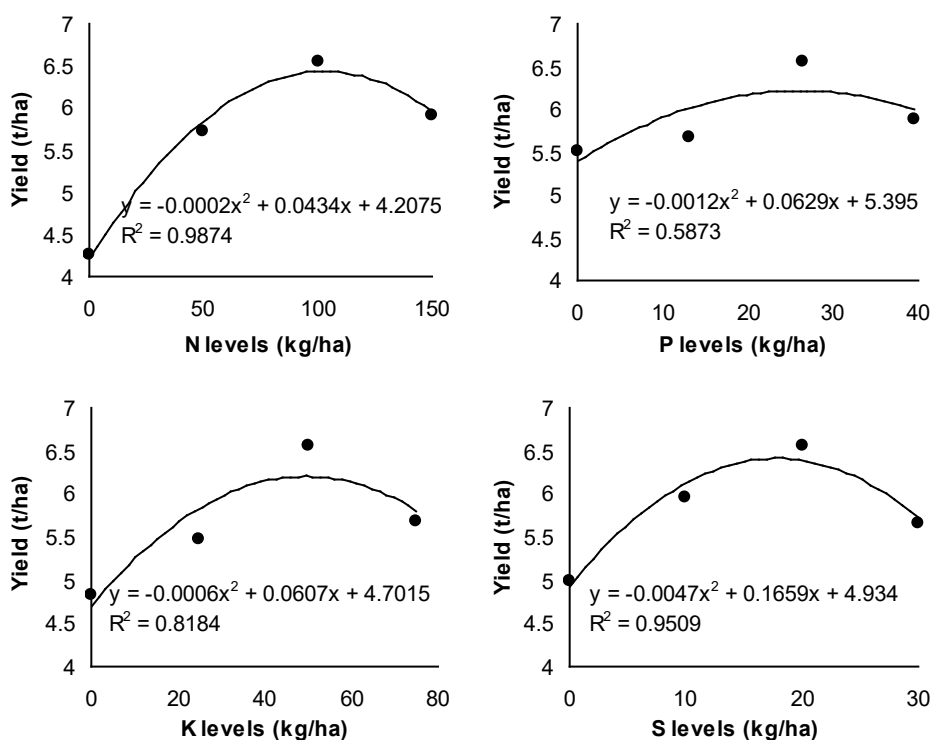 7
6.5
6
5.5
5
4.5
4
Yield (t/ha)
y = -0.0002x² + 0.0434x + 4.2075
R² = 0.9874
0 50 100 150
N levels (kg/ha)
7
6.5
6
5.5
5
4.5
4
Yield (t/ha)
y = -0.0012x² + 0.0629x + 5.395
R² = 0.5873
0 10 20 30 40
P levels (kg/ha)
7
6.5
6
5.5
5
4.5
4
Yield (t/ha)
y = -0.0006x² + 0.0607x + 4.7015
R² = 0.8184
0 20 40 60 80
K levels (kg/ha)
7
6.5
6
5.5
5
4.5
4
Yield (t/ha)
y = -0.0047x² + 0.1659x + 4.934
R² = 0.9509
0 10 20 30
S levels (kg/ha)